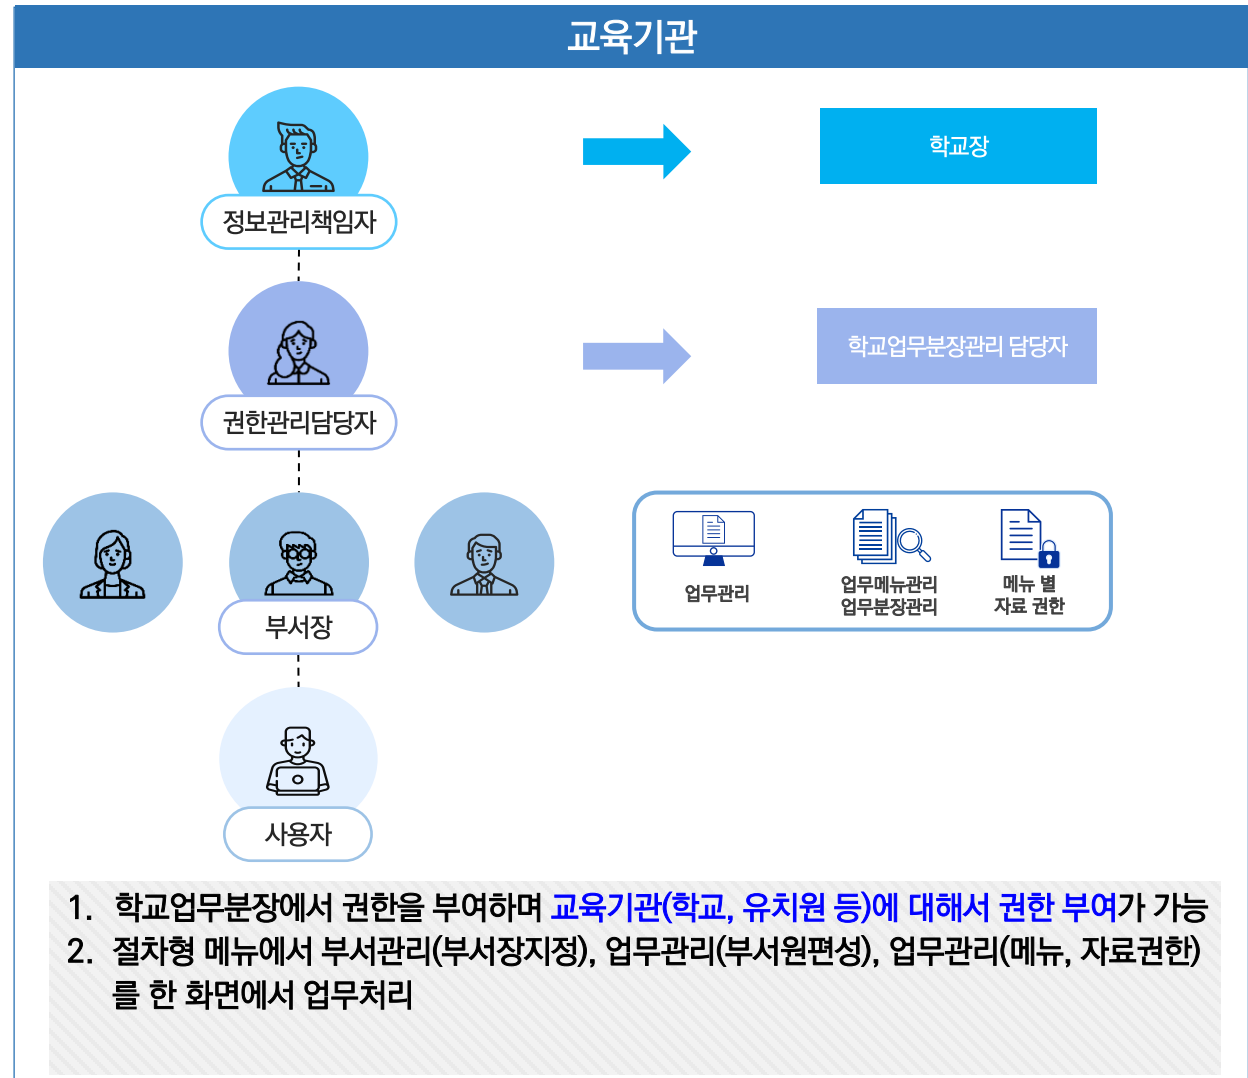 교육기관
학교장
정보관리책임자
학교업무분장관리 담당자
권한관리담당자
업무관리
업무메뉴관리
업무분장관리
메뉴 별
자료 권한
부서장
사용자
1. 학교업무분장에서 권한을 부여하며 교육기관(학교, 유치원 등)에 대해서 권한 부여가 가능
2. 절차형 메뉴에서 부서관리(부서장지정), 업무관리(부서원편성), 업무관리(메뉴, 자료권한)
를 한 화면에서 업무처리